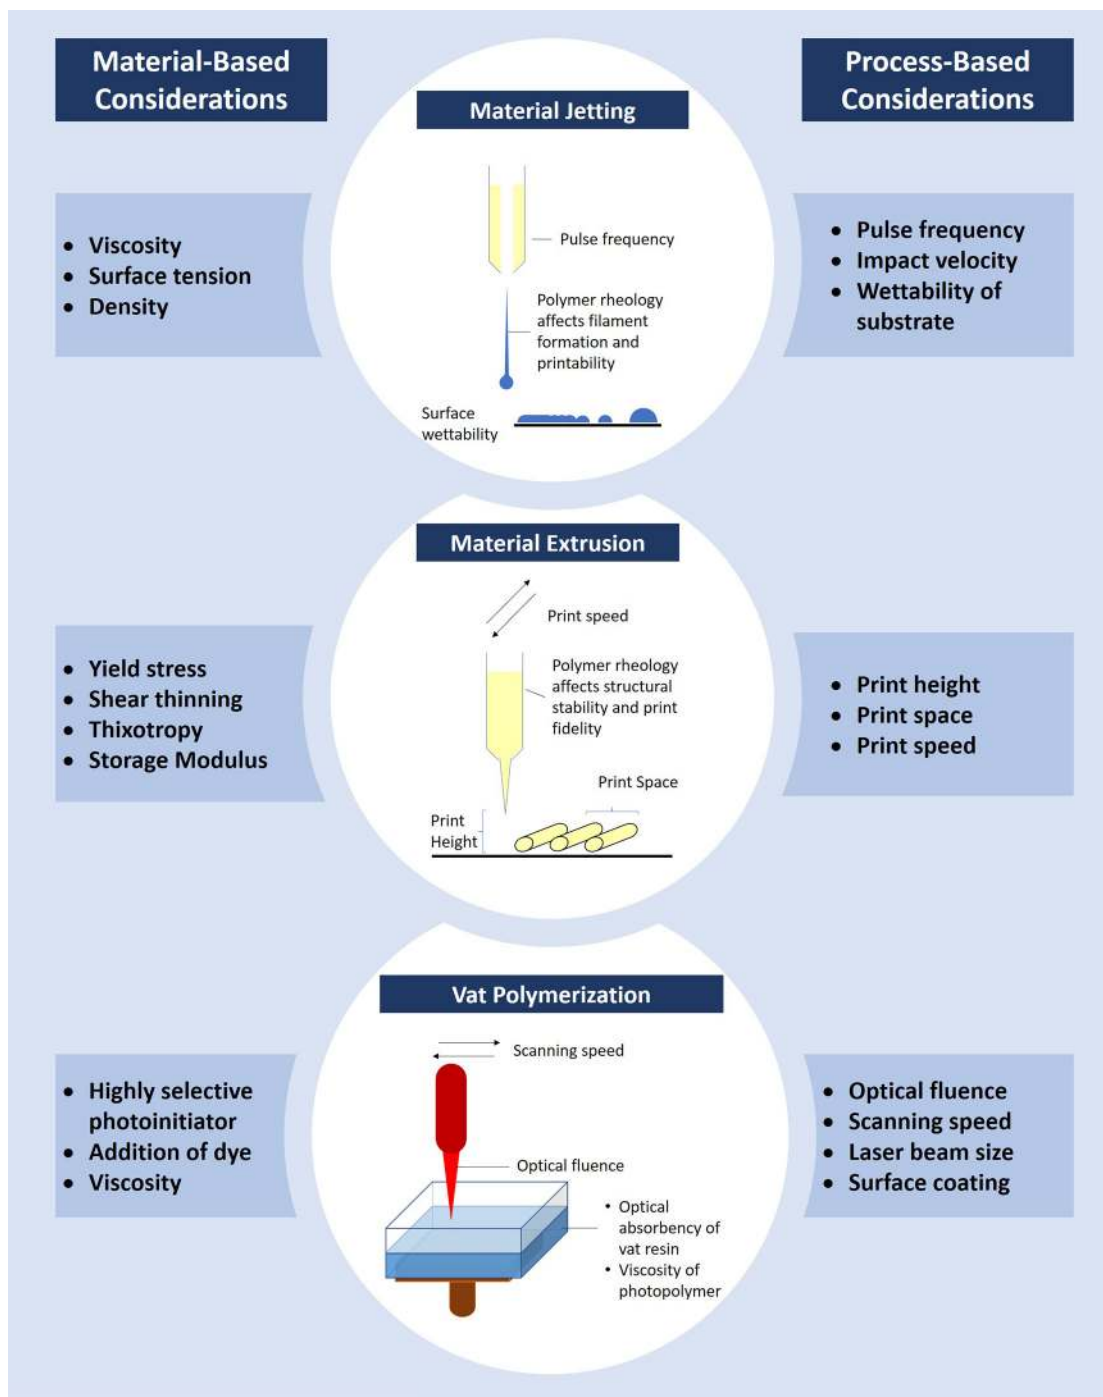 Material-Based
Considerations
Process-Based
Considerations
Material Jetting
• Viscosity
• Surface tension
• Density
Pulse frequency
Polymer rheology
affects filament
formation and
printability
Surface
wettability
• Pulse frequency
• Impact velocity
• Wettability of
substrate
Material Extrusion
• Yield stress
• Shear thinning
• Thixotropy
• Storage Modulus
Print speed
Polymer rheology
affects structural
stability and print
fidelity
Print Space
Print
Height
• Print height
• Print space
• Print speed
Vat Polymerization
• Highly selective
photoinitiator
• Addition of dye
• Viscosity
Scanning speed
Optical fluence
• Optical
absorbency of
vat resin
• Viscosity of
photopolymer
• Optical fluence
• Scanning speed
• Laser beam size
• Surface coating